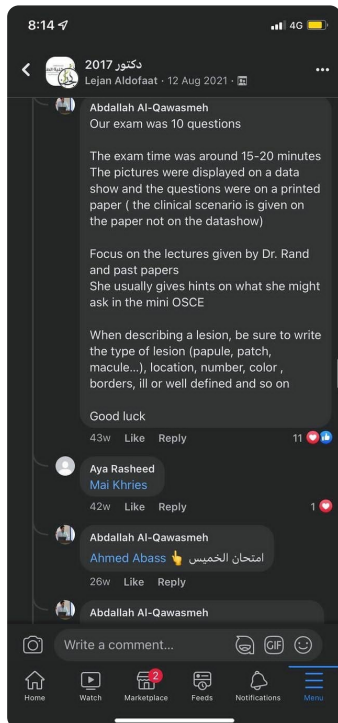 8:14
4G
دكتور 2017
Lejan Aldofaat · 12 Aug 2021 ·
Abdallah Al-Qawasmeh
Our exam was 10 questions
The exam time was around 15-20 minutes
The pictures were displayed on a data
show and the questions were on a printed
paper ( the clinical scenario is given on
the paper not on the datashow)
Focus on the lectures given by Dr. Rand
and past papers
She usually gives hints on what she might
ask in the mini OSCE
When describing a lesion, be sure to write
the type of lesion (papule, patch,
macule...), location, number, color ,
borders, ill or well defined and so on
Good luck
43w Like Reply 11
Aya Rasheed
Mai Khries
42w Like Reply 1
Abdallah Al-Qawasmeh
Ahmed Abass 👆 امتحان الخميس
26w Like Reply
Abdallah Al-Qawasmeh
Write a comment...
GIF
2
Home Watch Marketplace Feeds Notifications Menu